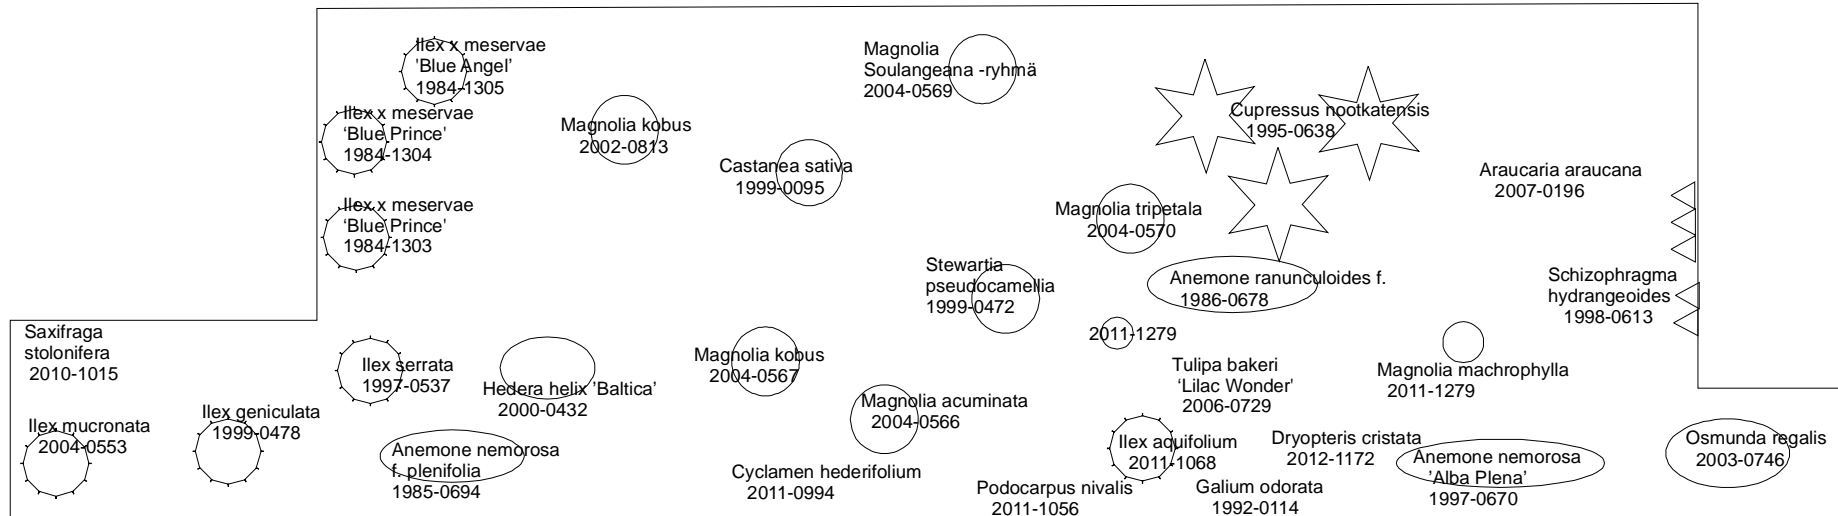 Ilex x meservae
'Blue Angel'
1984-1305
Magnolia
Soulangeana -ryhmä
2004-0569
Ilex x meservae
'Blue Prince'
1984-1304
Magnolia kobus
2002-0813
Cupressus nootkatensis
1995-0638
Castanea sativa
1999-0095
Araucaria araucana
2007-0196
Ilex x meservae
'Blue Prince'
1984-1303
Magnolia tripetala
2004-0570
Stewartia
pseudocamellia
1999-0472
Anemone ranunculoides f.
1986-0678
Schizophragma
hydrangeoides
1998-0613
Saxifraga
stolonifera
2010-1015
2011-1279
Ilex serrata
1997-0537
Hedera helix 'Baltica'
2000-0432
Magnolia kobus
2004-0567
Tulipa bakeri
'Lilac Wonder'
2006-0729
Magnolia machrophylla
2011-1279
Ilex mucronata
2004-0553
Ilex geniculata
1999-0478
Magnolia acuminata
2004-0566
Anemone nemorosa
f. plenifolia
1985-0694
Cyclamen hederifolium
2011-0994
Ilex aquifolium
2011-1068
Dryopteris cristata
2012-1172
Anemone nemorosa
'Alba Plena'
1997-0670
Osmunda regalis
2003-0746
Podocarpus nivalis
2011-1056
Galium odorata
1992-0114